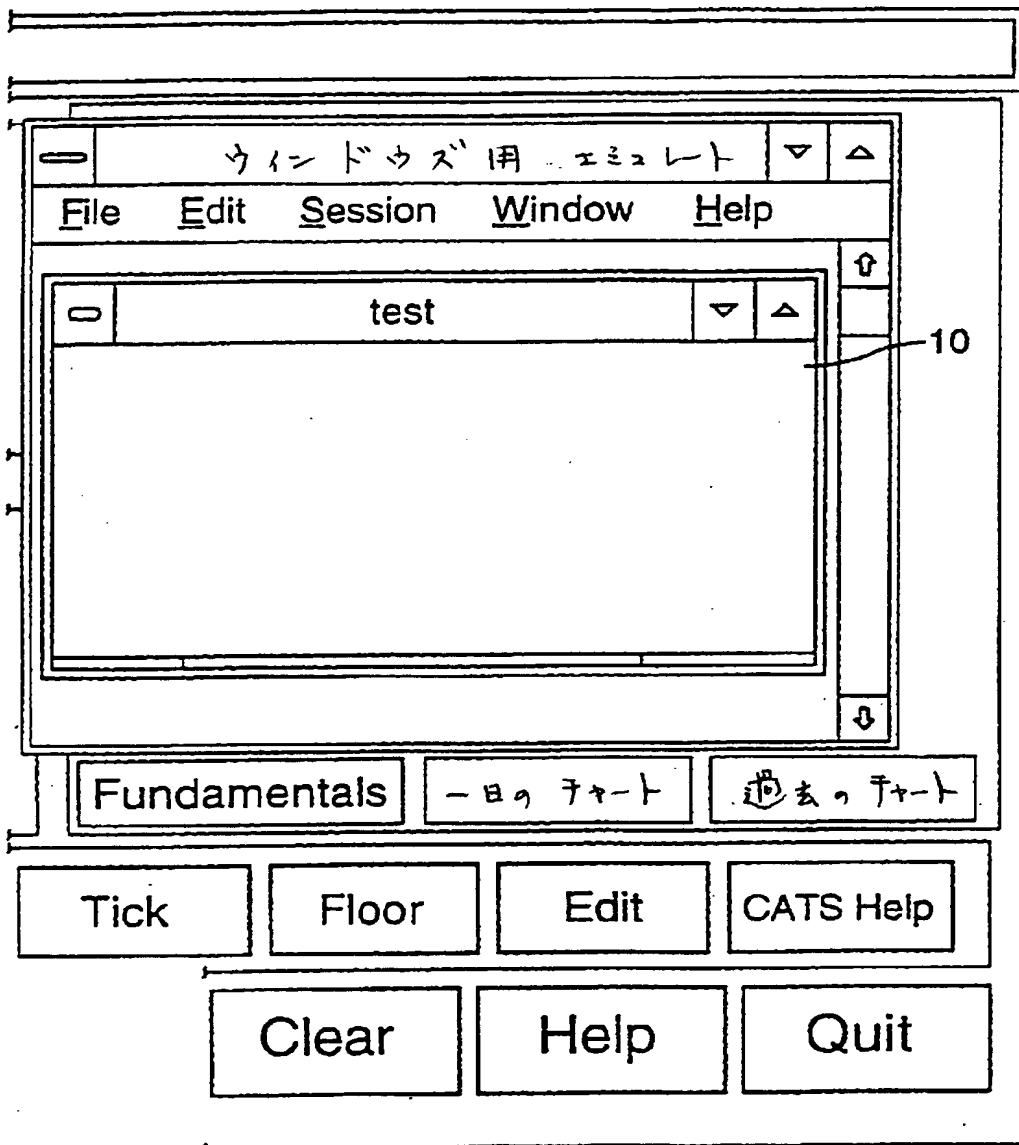 ウィンドウズ用 エミュレート
File Edit Session Window Help
test
10
Fundamentals 一日のチャート 過去のチャート
Tick Floor Edit CATS Help
Clear Help Quit